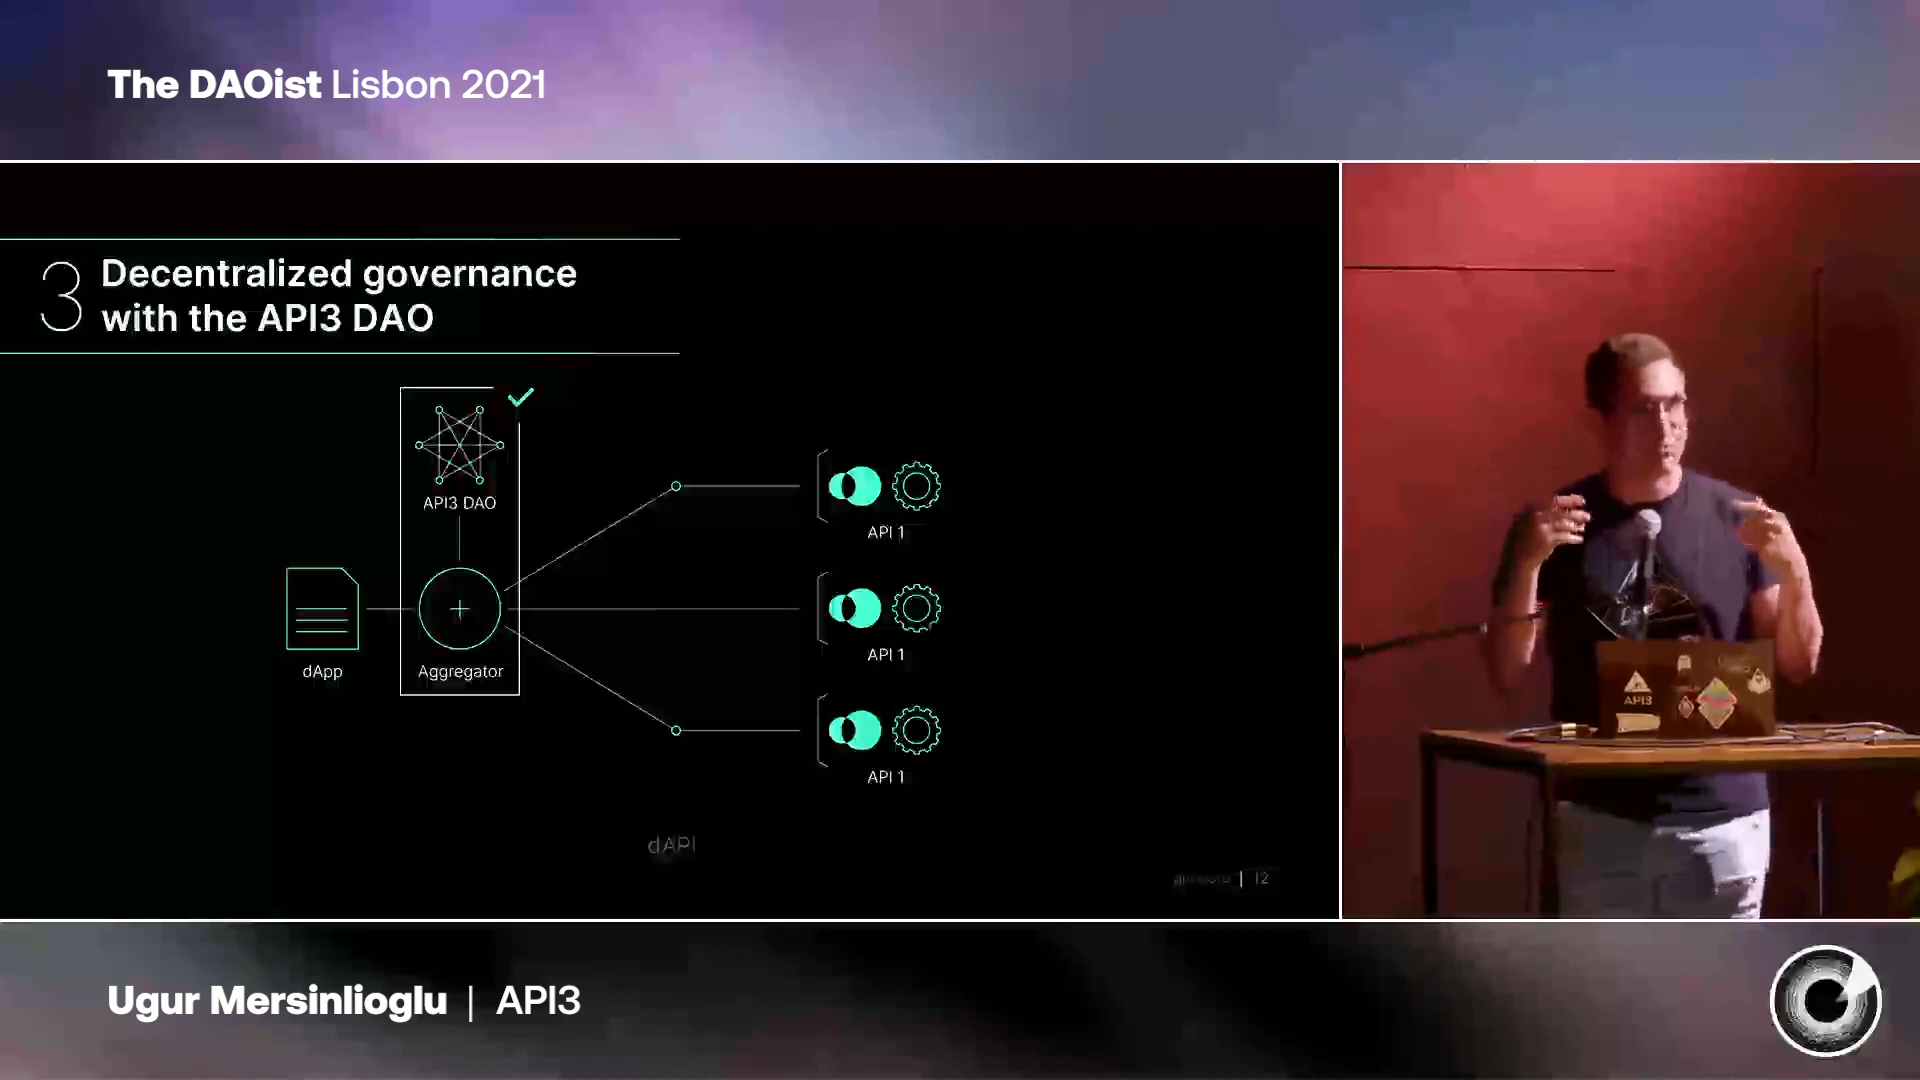 The DAOist Lisbon 2021
3 Decentralized governance
with the API3 DAO
API3 DAO
dApp
Aggregator
API 1
API 1
API 1
dAPI
| 12
API3
Ugur Mersinlioglu | API3